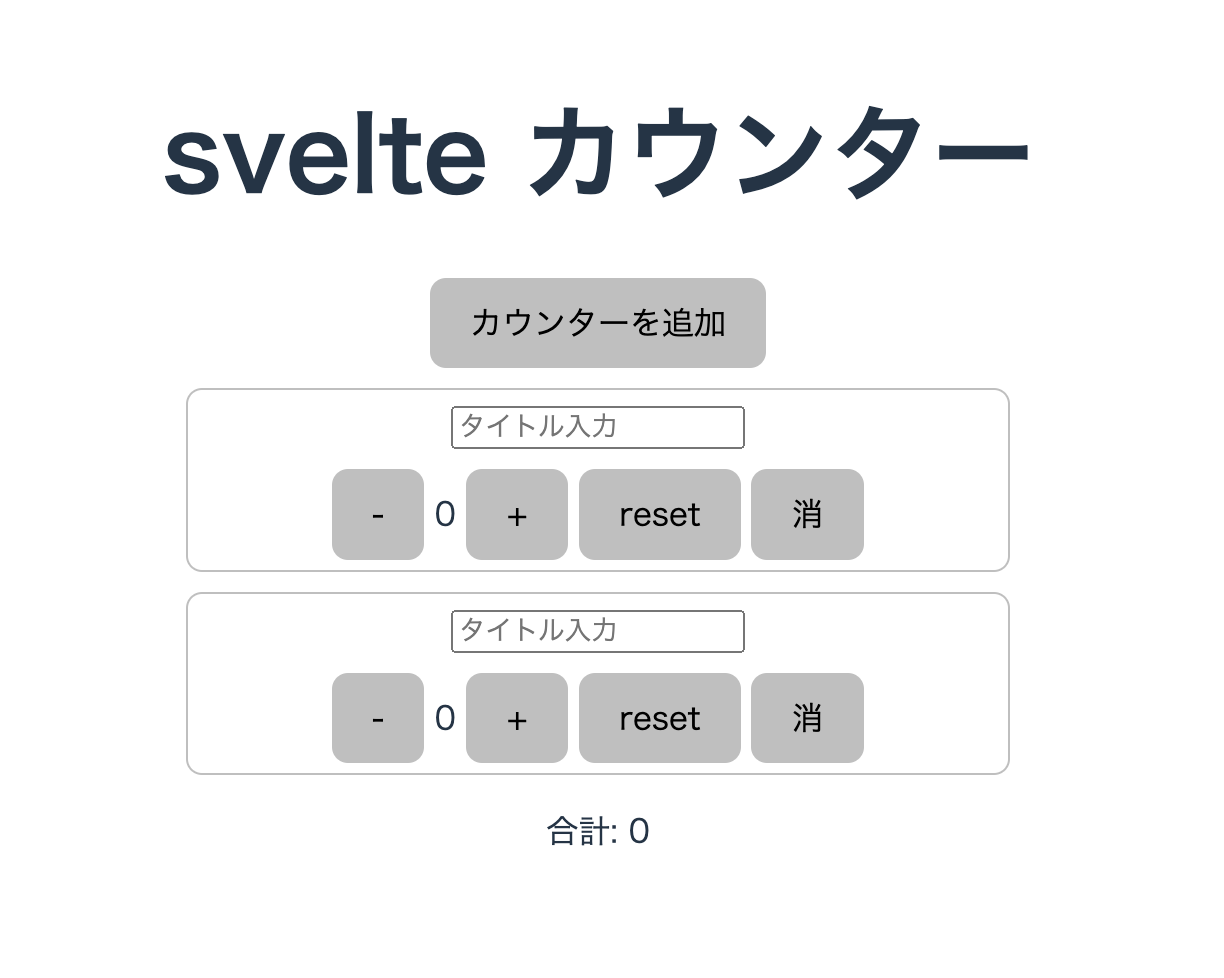 svelte カウンター
カウンターを追加
タイトル入力
- 0 + reset 消
タイトル入力
- 0 + reset 消
合計: 0